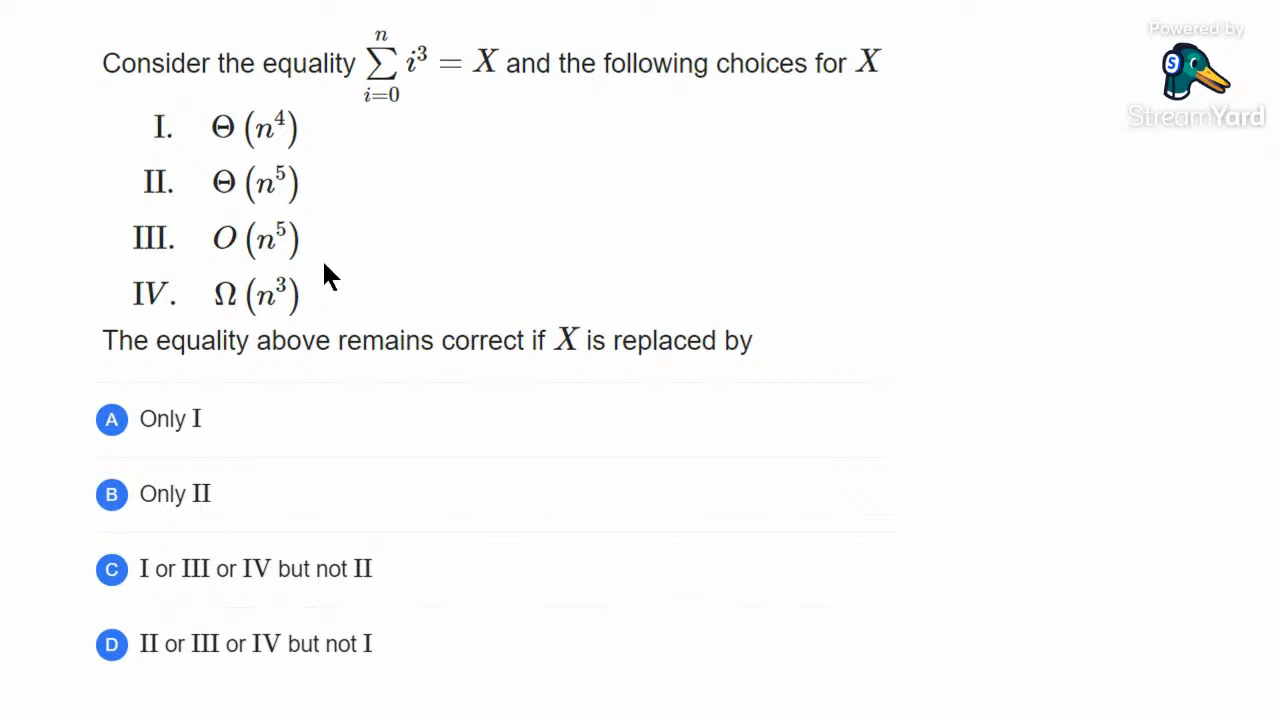 Consider the equality ∑_{i=0}^{n} i³ = X and the following choices for X
I. Θ(n⁴)
II. Θ(n⁵)
III. O(n⁵)
IV. Ω(n³)
The equality above remains correct if X is replaced by
A Only I
B Only II
C I or III or IV but not II
D II or III or IV but not I
Powered by
S
StreamYard